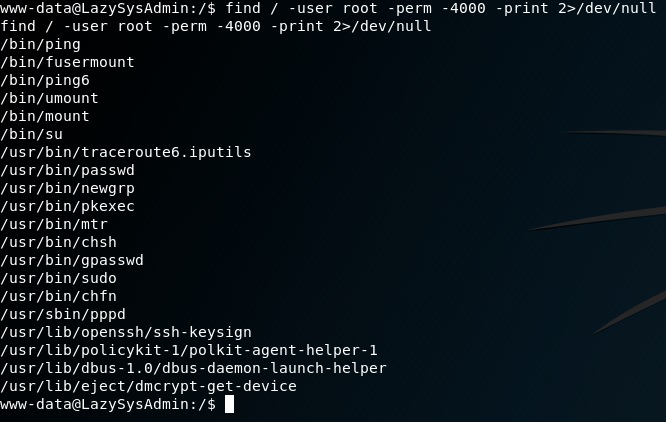 www-data@LazySysAdmin:/$ find / -user root -perm -4000 -print 2>/dev/null
find / -user root -perm -4000 -print 2>/dev/null
/bin/ping
/bin/fusermount
/bin/ping6
/bin/umount
/bin/mount
/bin/su
/usr/bin/traceroute6.iputils
/usr/bin/passwd
/usr/bin/newgrp
/usr/bin/pkexec
/usr/bin/mtr
/usr/bin/chsh
/usr/bin/gpasswd
/usr/bin/sudo
/usr/bin/chfn
/usr/sbin/pppd
/usr/lib/openssh/ssh-keysign
/usr/lib/policykit-1/polkit-agent-helper-1
/usr/lib/dbus-1.0/dbus-daemon-launch-helper
/usr/lib/eject/dmcrypt-get-device
www-data@LazySysAdmin:/$